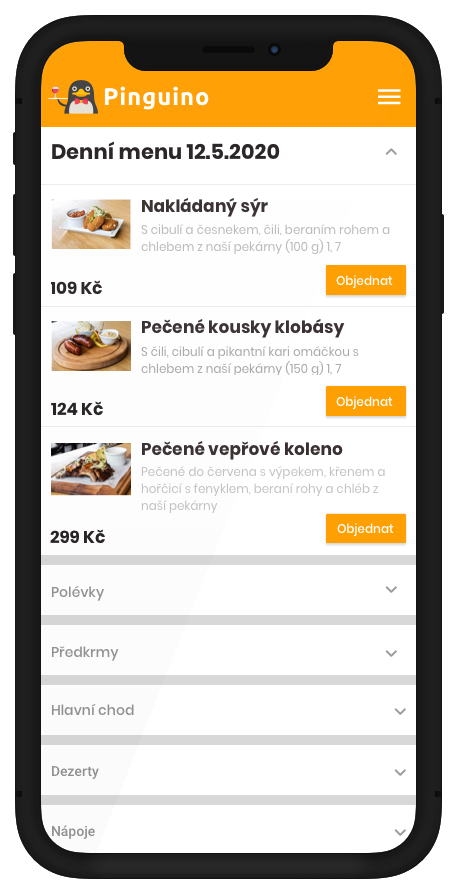 Pinguino
Denní menu 12.5.2020
Nakládaný sýr
S cibulí a česnekem, čili, beraním rohem a
chlebem z naší pekárny (100 g) 1, 7
109 Kč
Objednat
Pečené kousky klobásy
S čili, cibulí a pikantní kari omáčkou s
chlebem z naší pekárny (150 g) 1, 7
124 Kč
Objednat
Pečené vepřové koleno
Pečené do červena s výpekem, křenem a
hořčicí s fenyklem, beraní rohy a chléb z
naší pekárny
299 Kč
Objednat
Polévky
Předkrmy
Hlavní chod
Dezerty
Nápoje